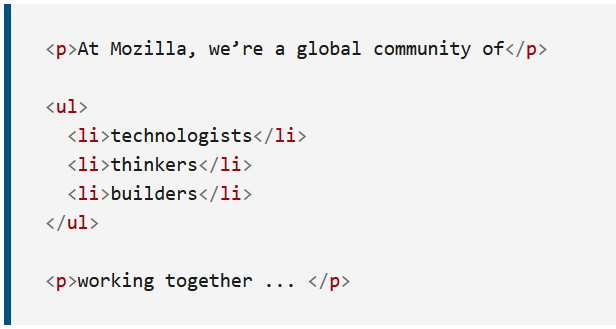 <p>At Mozilla, we’re a global community of</p>
<ul>
<li>technologists</li>
<li>thinkers</li>
<li>builders</li>
</ul>
<p>working together ... </p>